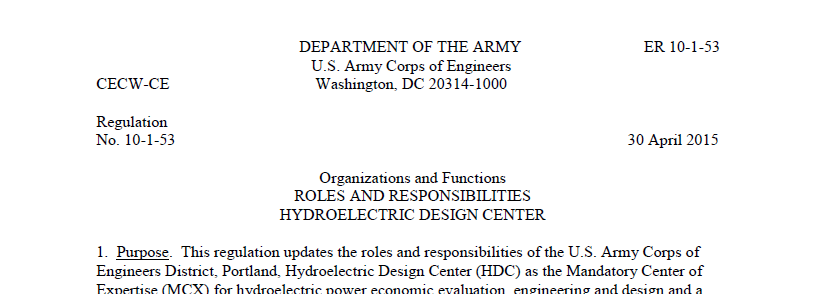 DEPARTMENT OF THE ARMY ER 10-1-53
U.S. Army Corps of Engineers
CECW-CE Washington, DC 20314-1000
Regulation
No. 10-1-53 30 April 2015
Organizations and Functions
ROLES AND RESPONSIBILITIES
HYDROELECTRIC DESIGN CENTER
1. Purpose. This regulation updates the roles and responsibilities of the U.S. Army Corps of
Engineers District, Portland, Hydroelectric Design Center (HDC) as the Mandatory Center of
Expertise (MCX) for hydroelectric power economic evaluation, engineering and design and a